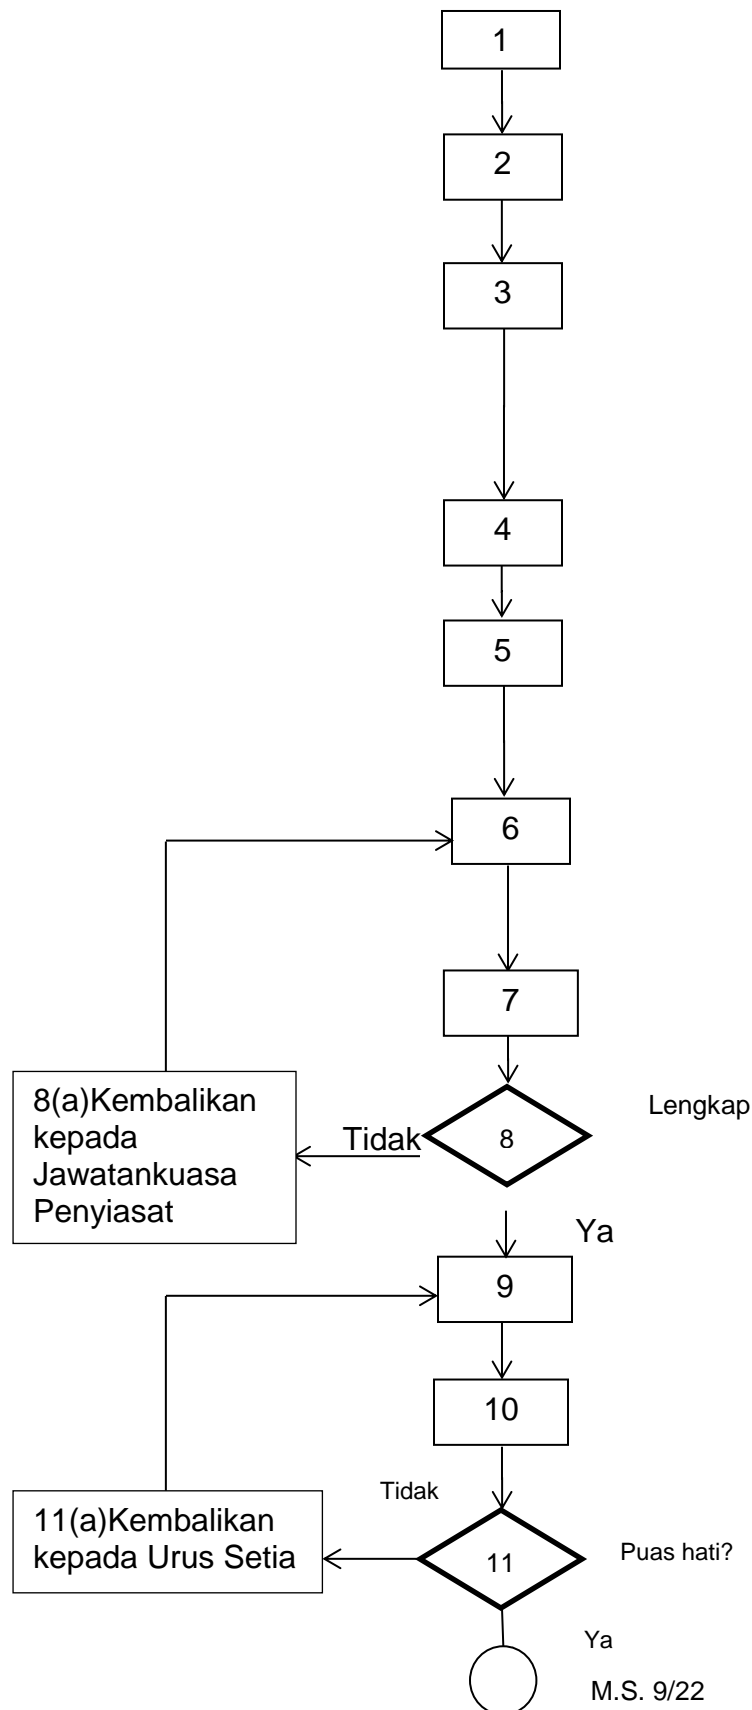 1
2
3
4
5
6
7
8(a)Kembalikan
kepada
Jawatankuasa
Penyiasat
Tidak
8
Lengkap
Ya
9
10
Tidak
11(a)Kembalikan
kepada Urus Setia
11
Puas hati?
Ya
M.S. 9/22